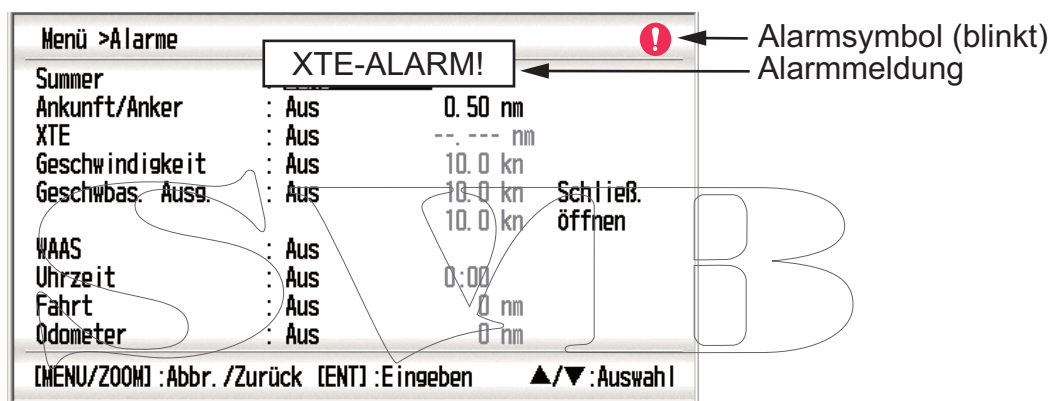 Menü >Alarme
Alarmsymbol (blinkt)
XTE-ALARM!
Alarmmeldung
Summer :
Ankunft/Anker : Aus 0.50 nm
XTE : Aus --.--- nm
Geschwindigkeit : Aus 10.0 kn
Geschwbas. Ausg. : Aus 10.0 kn Schließ.
10.0 kn öffnen
WAAS : Aus
Uhrzeit : Aus 0:00
Fahrt : Aus 0 nm
Odometer : Aus 0 nm
[MENU/ZOOM]:Abbr./Zurück [ENT]:Eingeben ▲/▼:Auswahl
SVB